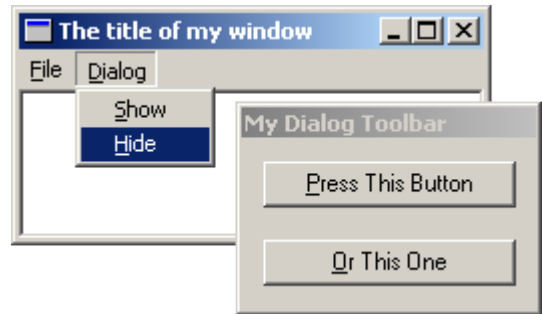 The title of my window
File Dialog
Show
Hide
My Dialog Toolbar
Press This Button
Or This One